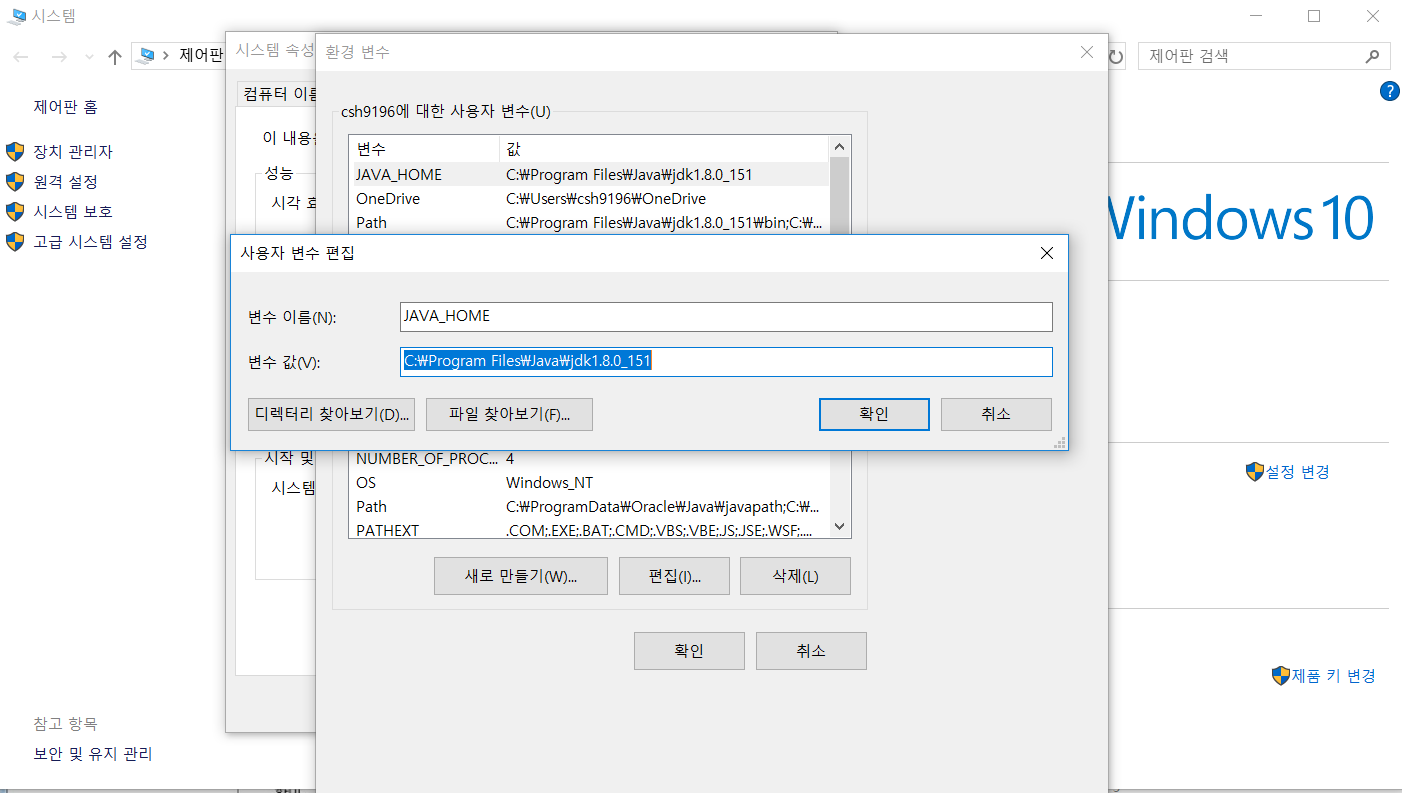 시스템
제어판
제어판 검색
제어판 홈
장치 관리자
원격 설정
시스템 보호
고급 시스템 설정
참고 항목
보안 및 유지 관리
시스템 속성
컴퓨터 이름
이 내용을
성능
시각 효
시작 및
시스템
환경 변수
csh9196에 대한 사용자 변수(U)
변수 값
JAVA_HOME C:₩Program Files₩Java₩jdk1.8.0_151
OneDrive C:₩Users₩csh9196₩OneDrive
Path C:₩Program Files₩Java₩jdk1.8.0_151₩bin;C:₩...
사용자 변수 편집
변수 이름(N): JAVA_HOME
변수 값(V): C:₩Program Files₩Java₩jdk1.8.0_151
디렉터리 찾아보기(D)... 파일 찾아보기(F)... 확인 취소
NUMBER_OF_PROC... 4
OS Windows_NT
Path C:₩ProgramData₩Oracle₩Java₩javapath;C:₩...
PATHEXT .COM;.EXE;.BAT;.CMD;.VBS;.VBE;.JS;.JSE;.WSF;....
새로 만들기(W)... 편집(I)... 삭제(L)
확인 취소
Windows 10
설정 변경
제품 키 변경